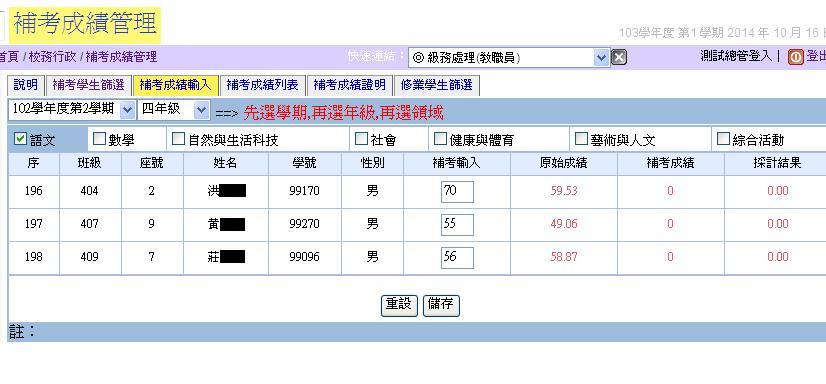 補考成績管理
103學年度 第1學期 2014 年 10 月 16 日
首頁 / 校務行政 / 補考成績管理 快速連結： ◎ 級務處理(教職員) 測試總管登入 | 登出
說明 補考學生篩選 補考成績輸入 補考成績列表 補考成績證明 修業學生篩選
102學年度第2學期 四年級 ==> 先選學期,再選年級,再選領域
語文 數學 自然與生活科技 社會 健康與體育 藝術與人文 綜合活動
序 班級 座號 姓名 學號 性別 補考輸入 原始成績 補考成績 採計結果
196 404 2 洪 99170 男 70 59.53 0 0.00
197 407 9 黃 99270 男 55 49.06 0 0.00
198 409 7 莊 99096 男 56 58.87 0 0.00
重設 儲存
註：